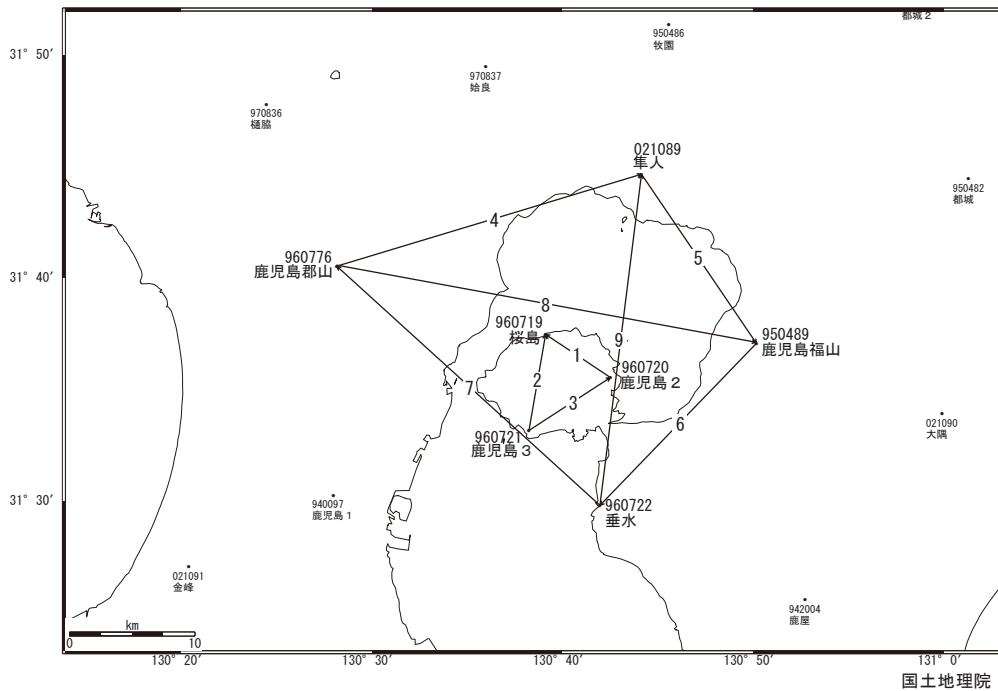 都城2
950486
牧園
31° 50'
970837
姶良
970836
樋脇
021089
隼人
950482
都城
4
960776
鹿児島郡山
5
31° 40'
8
960719
桜島
9
950489
鹿児島福山
1
960720
鹿児島2
2
7
3
6
021090
大隅
960721
鹿児島3
31° 30'
940097
鹿児島1
960722
垂水
021091
金峰
942004
鹿屋
km
0 10
130° 20' 130° 30' 130° 40' 130° 50' 131° 0'
国土地理院